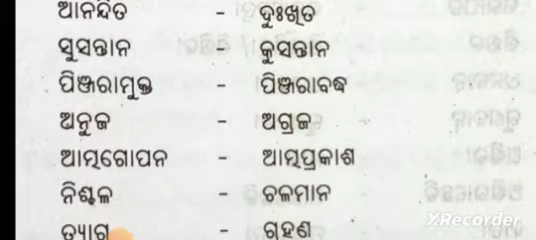 ଆନନ୍ଦିତ - ଦୁଃଖିତ
ସୁସନ୍ତାନ - କୁସନ୍ତାନ
ପିଞ୍ଜରାମୁକ୍ତ - ପିଞ୍ଜରାବଦ୍ଧ
ଅନୁଜ - ଅଗ୍ରଜ
ଆତ୍ମଗୋପନ - ଆତ୍ମପ୍ରକାଶ
ନିଶ୍ଚଳ - ଚଳମାନ
ତ୍ୟାଗ - ଗ୍ରହଣ
XRecorder